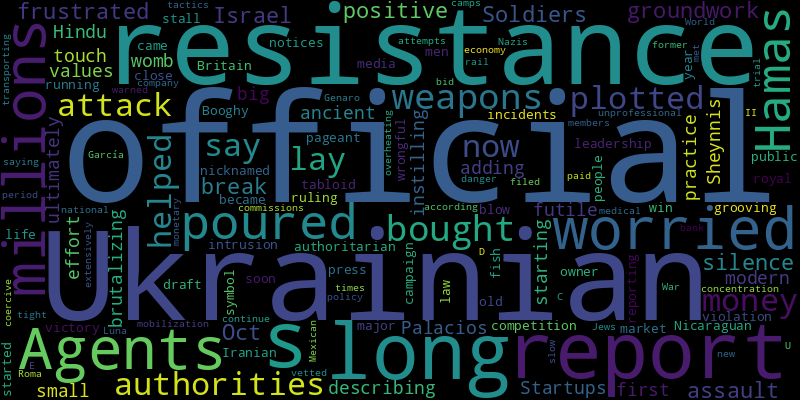 tactics camps
frustrated Israel positive Soldiers groundwork
stall
Hindu came resistance notices World
touch womb Britain media attempts men Nazis economy former met year
values close rail
transporting running company warned bid trial Hamas
millions attack big Genaro weapons plotted
Booghy ancient incidents unprofessional II
official members
ultimately García helped say pageant lay overheating wrongful instilling now leadership practice Sheynnis public
saying nicknamed tabloid adding danger filed paid people royal
break ruling
period became according blow futile medical win grooving
national commissions
life effort extensively brutalizing monetary poured bought worried bank
intrusion authoritarian
Ukrainian
draft symbol soon press times policy campaign law D fish old starting owner reporting silence
modern
coercive War concentration money
tight Luna mobilization continue C violation
victory Oct major Palacios competition Jews market Nicaraguan
Agents s Mexican long slow new report U
started E Iranian
Roma vetted
small authorities describing Startups first assault